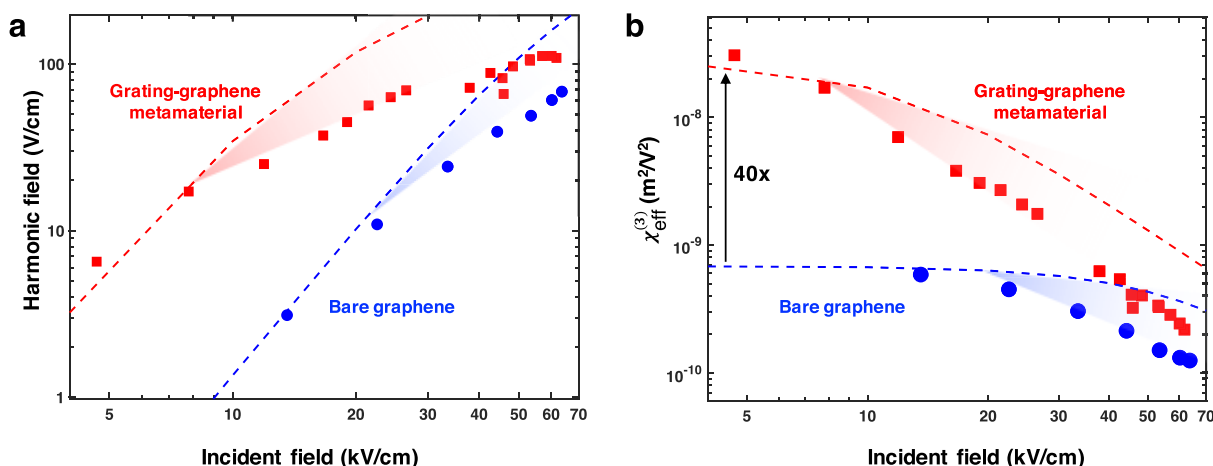 a
Harmonic field (V/cm)
100
10
1
Grating-graphene
metamaterial
Bare graphene
5
10
20
30
40
50
60
70
Incident field (kV/cm)
b
χ(3)eff (m²/V²)
10⁻⁸
10⁻⁹
10⁻¹⁰
40x
Grating-graphene
metamaterial
Bare graphene
5
10
20
30
40
50
60
70
Incident field (kV/cm)